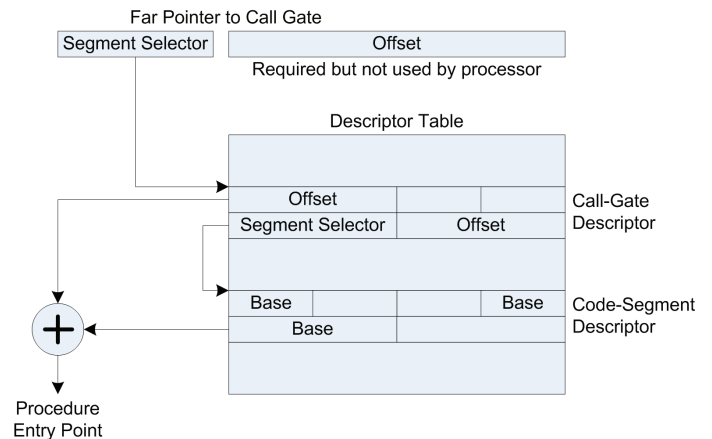 Far Pointer to Call Gate
Segment Selector
Offset
Required but not used by processor
Descriptor Table
Offset
Segment Selector
Offset
Call-Gate
Descriptor
Base
Base
Base
Code-Segment
Descriptor
Procedure
Entry Point